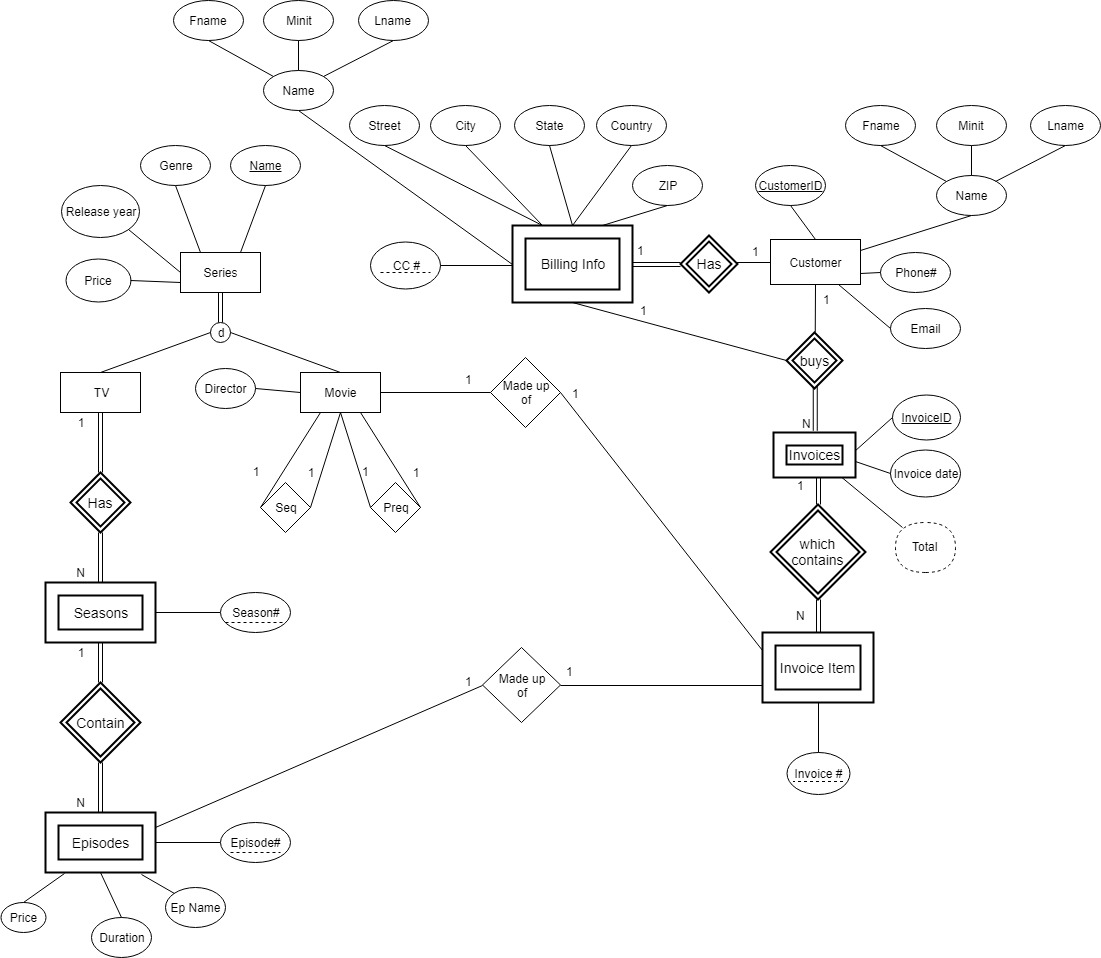 Fname
Minit
Lname
Name
Street
City
State
Country
ZIP
Fname
Minit
Lname
Name
CustomerID
Genre
Name
Release year
Price
Series
CC #
Billing Info
1
Has
1
Customer
Phone#
Email
1
1
d
buys
TV
Director
Movie
1
Made up
of
1
1
N
InvoiceID
Invoices
Invoice date
1
1
1
1
1
Seq
Preq
Has
which
contains
Total
N
N
Seasons
Season#
1
Invoice Item
1
Made up
of
1
Contain
Invoice #
N
Episodes
Episode#
Price
Duration
Ep Name